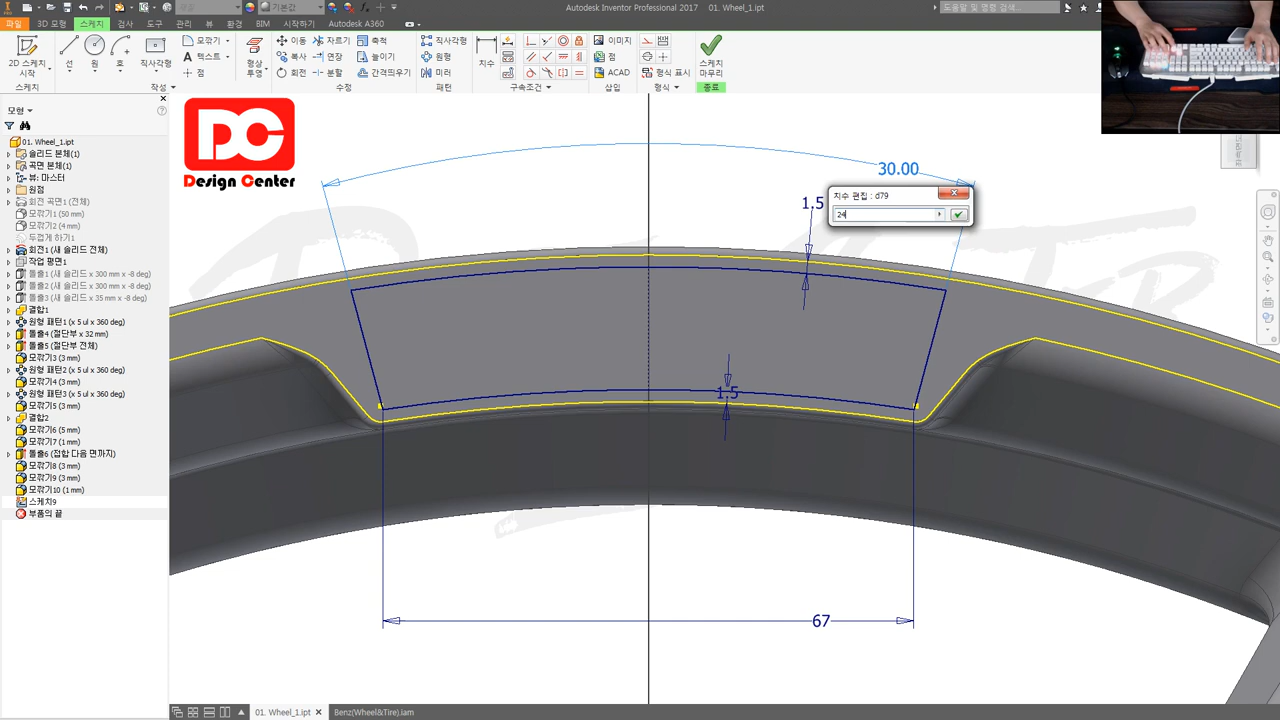 Autodesk Inventor Professional 2017 01. Wheel_1.ipt
도움말 및 명령 검색...
기본값
파일 3D 모형 스케치 검사 도구 관리 뷰 환경 BIM 시작하기 Autodesk A360
2D 스케치 시작
선 원 호 직사각형
모깎기
텍스트
점
형상 투영
이동 자르기 축척
복사 연장 늘이기
회전 분할 간격띄우기
직사각형
원형
미러
치수
이미지
점
ACAD
형식 표시
스케치 마무리
스케치 작성 수정 패턴 구속조건 삽입 형식 종료
모형
01. Wheel_1.ipt
솔리드 본체(1)
곡면 본체(1)
뷰: 마스터
원점
회전 곡면1 (전체)
모깎기1 (50 mm)
모깎기2 (4 mm)
두껍게 하기1
회전1 (새 솔리드 전체)
작업 평면1
돌출1 (새 솔리드 x 300 mm x -8 deg)
돌출2 (새 솔리드 x 300 mm x -8 deg)
돌출3 (새 솔리드 x 35 mm x -8 deg)
결합1
원형 패턴1 (x 5 ul x 360 deg)
돌출4 (절단부 x 32 mm)
돌출5 (절단부 전체)
모깎기3 (3 mm)
원형 패턴2 (x 5 ul x 360 deg)
모깎기4 (3 mm)
원형 패턴3 (x 5 ul x 360 deg)
모깎기5 (3 mm)
결합2
모깎기6 (5 mm)
모깎기7 (1 mm)
돌출6 (접합 다음 면까지)
모깎기8 (3 mm)
모깎기9 (3 mm)
모깎기10 (1 mm)
스케치9
부품의 끝
DC
Design Center
30.00
치수 편집 : d79
24
1.5
1.5
67
01. Wheel_1.ipt
Benz(Wheel&Tire).iam